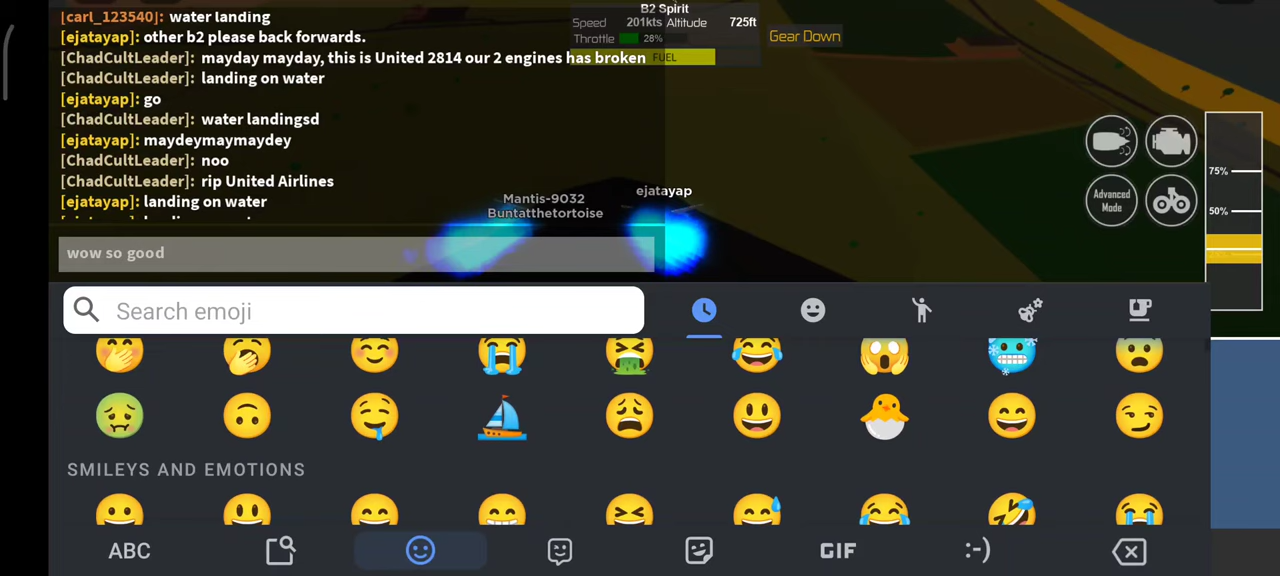 [carl_123540]: water landing
[ejatayap]: other b2 please back forwards.
[ChadCultLeader]: mayday mayday, this is United 2814 our 2 engines has broken
[ChadCultLeader]: landing on water
[ejatayap]: go
[ChadCultLeader]: water landingsd
[ejatayap]: maydeymaymaydey
[ChadCultLeader]: noo
[ChadCultLeader]: rip United Airlines
[ejatayap]: landing on water
B2 Spirit
Speed 201kts Altitude 725ft
Throttle 28%
FUEL
Gear Down
Advanced
Mode
75%
50%
ejatayap
Mantis-9032
Buntatthetortoise
wow so good
Search emoji
SMILEYS AND EMOTIONS
ABC
GIF
:-)